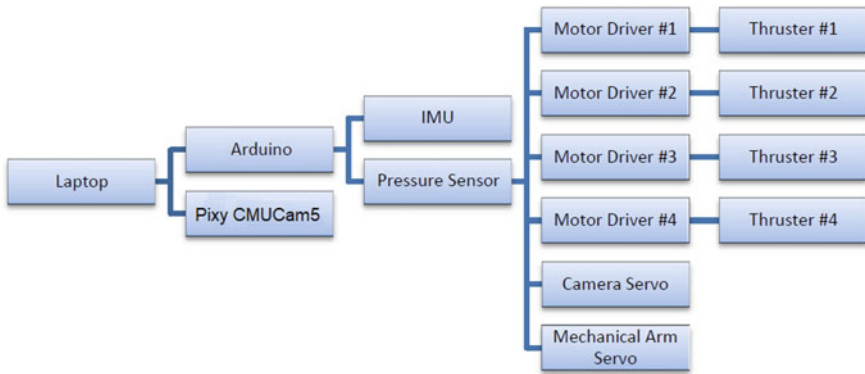 Laptop
Arduino
Pixy CMUCam5
IMU
Pressure Sensor
Motor Driver #1
Thruster #1
Motor Driver #2
Thruster #2
Motor Driver #3
Thruster #3
Motor Driver #4
Thruster #4
Camera Servo
Mechanical Arm
Servo